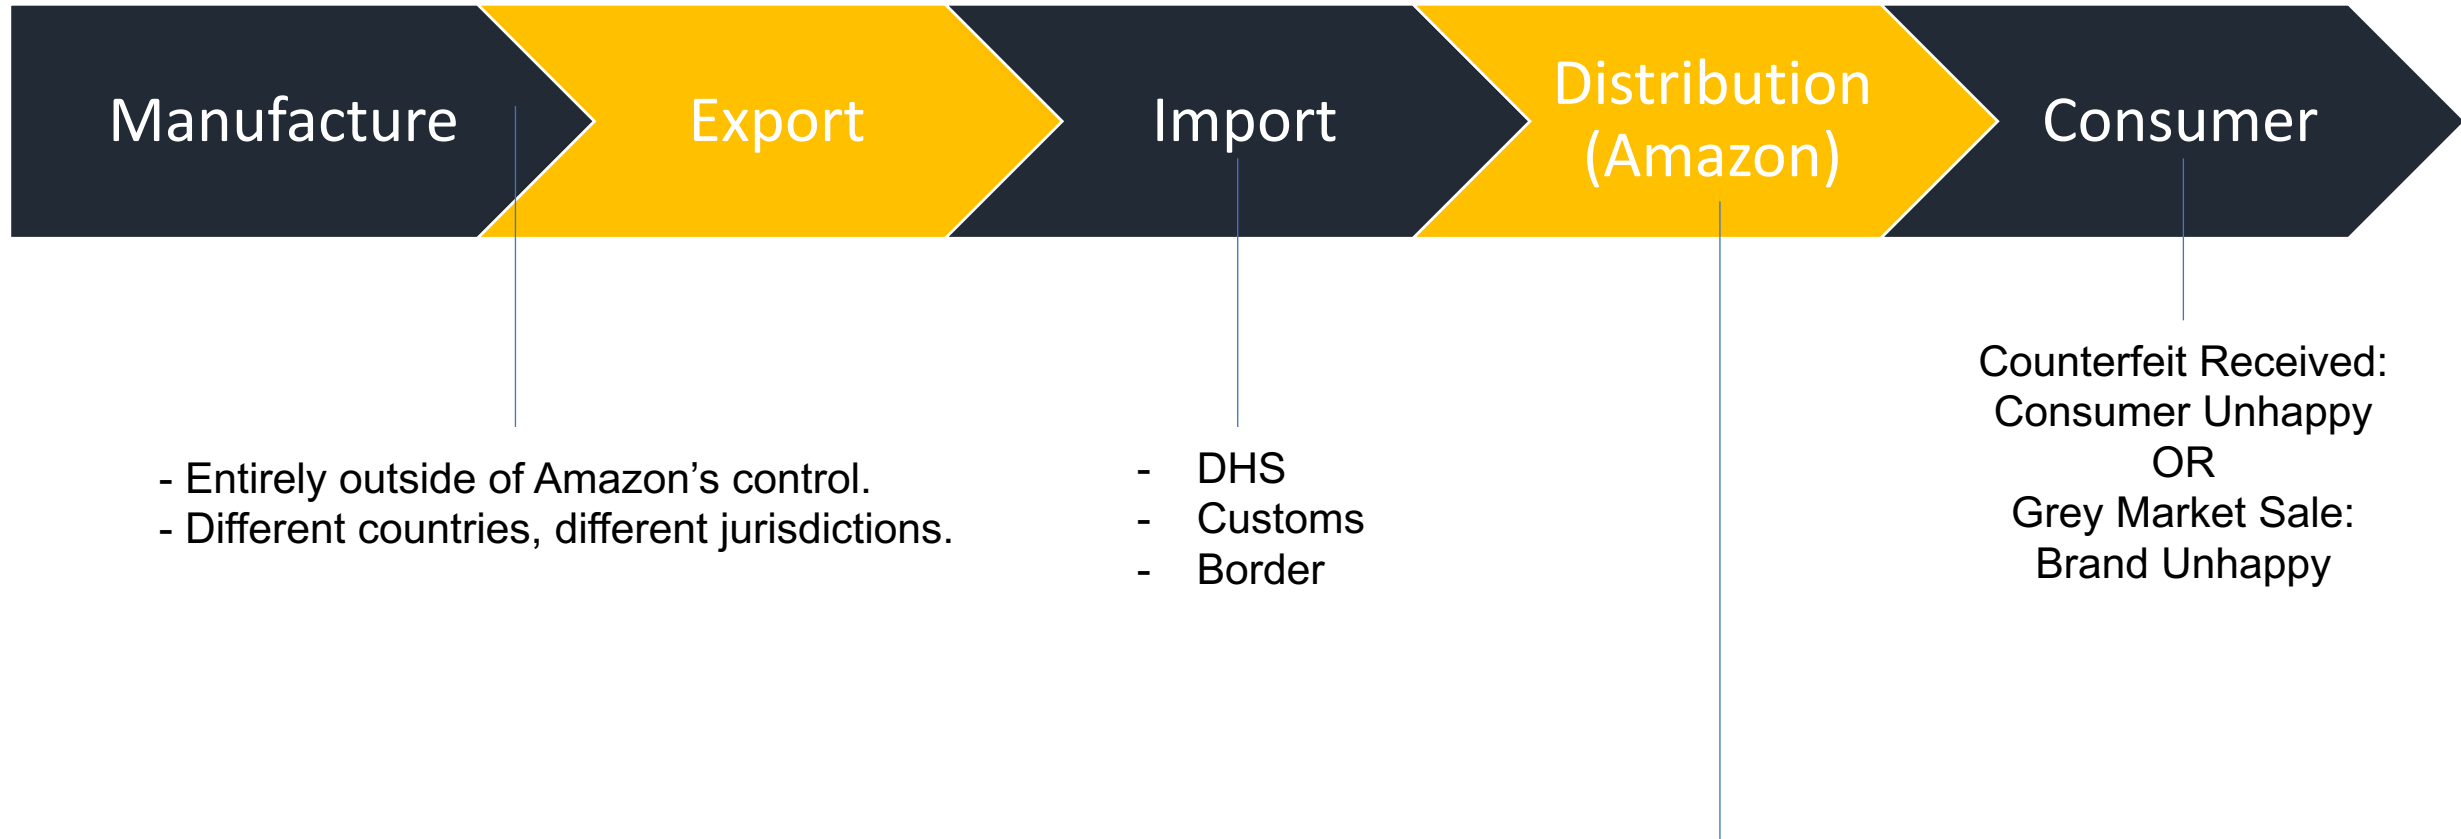 Manufacture
Export
Import
Distribution
(Amazon)
Consumer
- Entirely outside of Amazon’s control.
- Different countries, different jurisdictions.
- DHS
- Customs
- Border
Counterfeit Received:
Consumer Unhappy
OR
Grey Market Sale:
Brand Unhappy